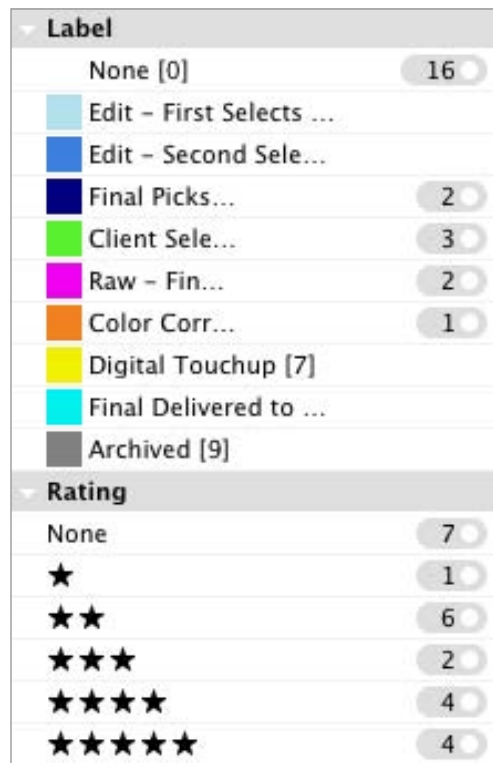 Label
None [0] 16
Edit – First Selects ...
Edit – Second Sele...
Final Picks... 2
Client Sele... 3
Raw – Fin... 2
Color Corr... 1
Digital Touchup [7]
Final Delivered to ...
Archived [9]
Rating
None 7
★ 1
★★ 6
★★★ 2
★★★★ 4
★★★★★ 4